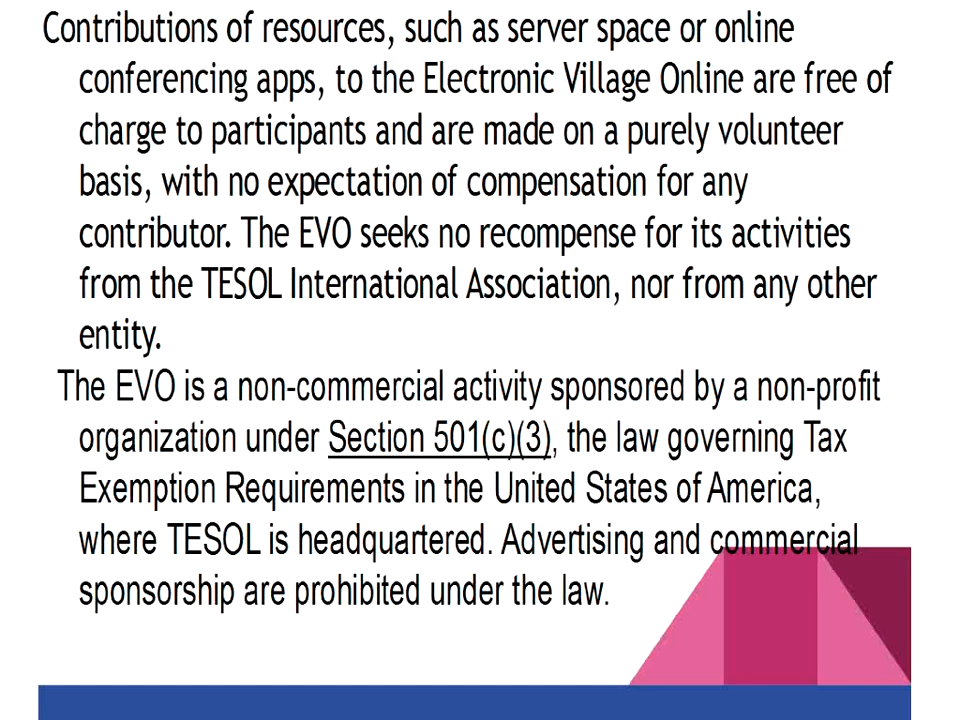 Contributions of resources, such as server space or online
conferencing apps, to the Electronic Village Online are free of
charge to participants and are made on a purely volunteer
basis, with no expectation of compensation for any
contributor. The EVO seeks no recompense for its activities
from the TESOL International Association, nor from any other
entity.
The EVO is a non-commercial activity sponsored by a non-profit
organization under Section 501(c)(3), the law governing Tax
Exemption Requirements in the United States of America,
where TESOL is headquartered. Advertising and commercial
sponsorship are prohibited under the law.